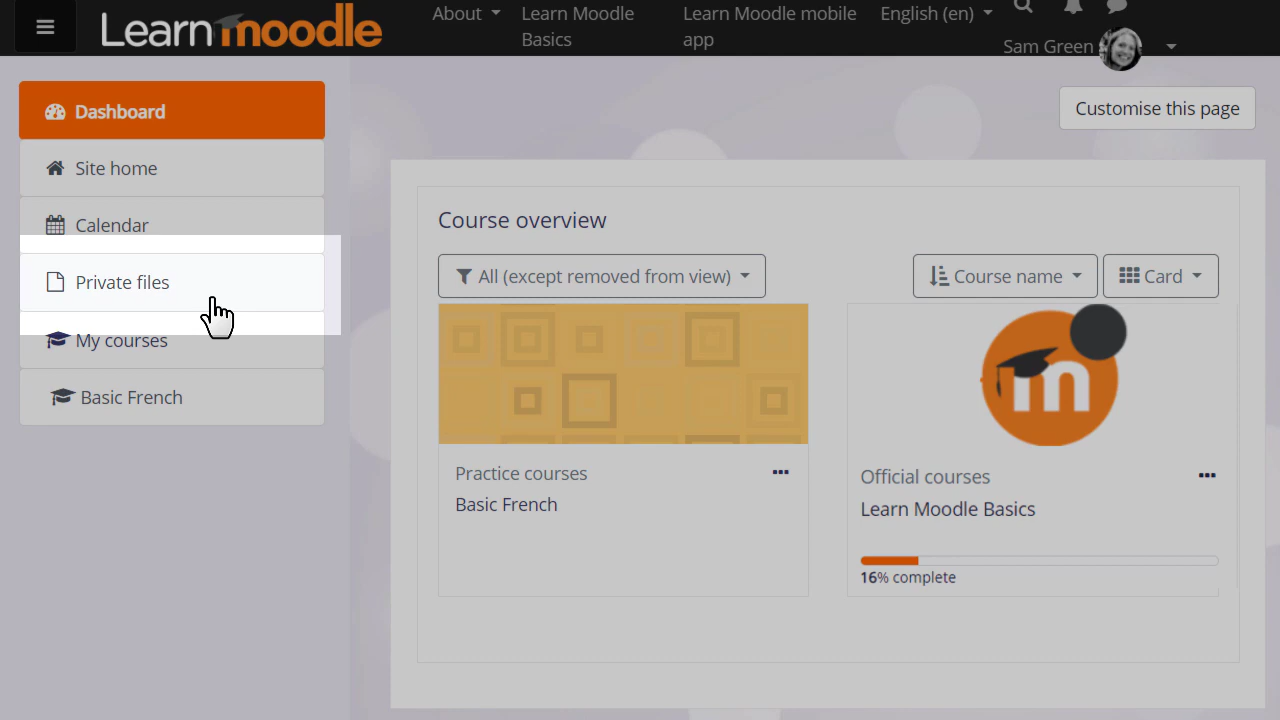 Learn moodle
About
Learn Moodle
Basics
Learn Moodle mobile
app
English (en)
Sam Green
Dashboard
Site home
Calendar
Private files
My courses
Basic French
Customise this page
Course overview
All (except removed from view)
Course name
Card
Practice courses
Basic French
m
Official courses
Learn Moodle Basics
16% complete